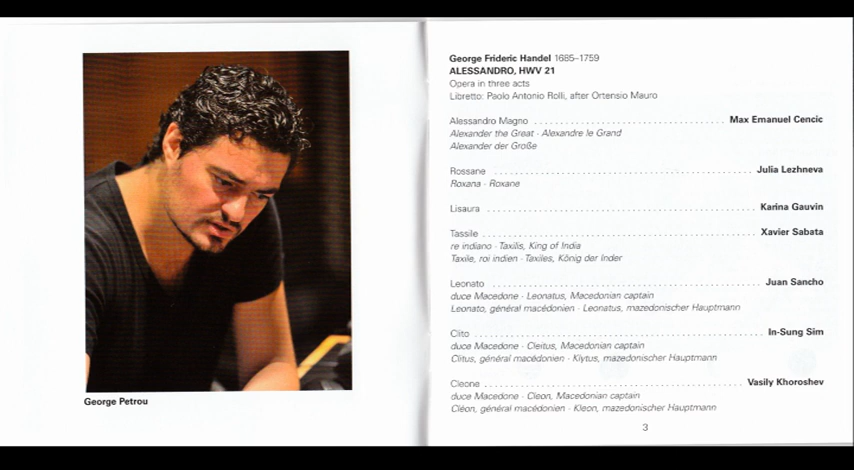 George Petrou
George Frideric Handel 1685–1759
ALESSANDRO, HWV 21
Opera in three acts
Libretto: Paolo Antonio Rolli, after Ortensio Mauro
Alessandro Magno ........................ Max Emanuel Cencic
Alexander the Great · Alexandre le Grand
Alexander der Große
Rossane ........................ Julia Lezhneva
Roxana · Roxane
Lisaura ........................ Karina Gauvin
Tassile ........................ Xavier Sabata
re indiano · Taxilis, King of India
Taxile, roi indien · Taxiles, König der Inder
Leonato ........................ Juan Sancho
duce Macedone · Leonatus, Macedonian captain
Leonato, général macédonien · Leonatus, mazedonischer Hauptmann
Clito ........................ In-Sung Sim
duce Macedone · Cleitus, Macedonian captain
Clitus, général macédonien · Klytus, mazedonischer Hauptmann
Cleone ........................ Vasily Khoroshev
duce Macedone · Cleon, Macedonian captain
Cléon, général macédonien · Kleon, mazedonischer Hauptmann
3